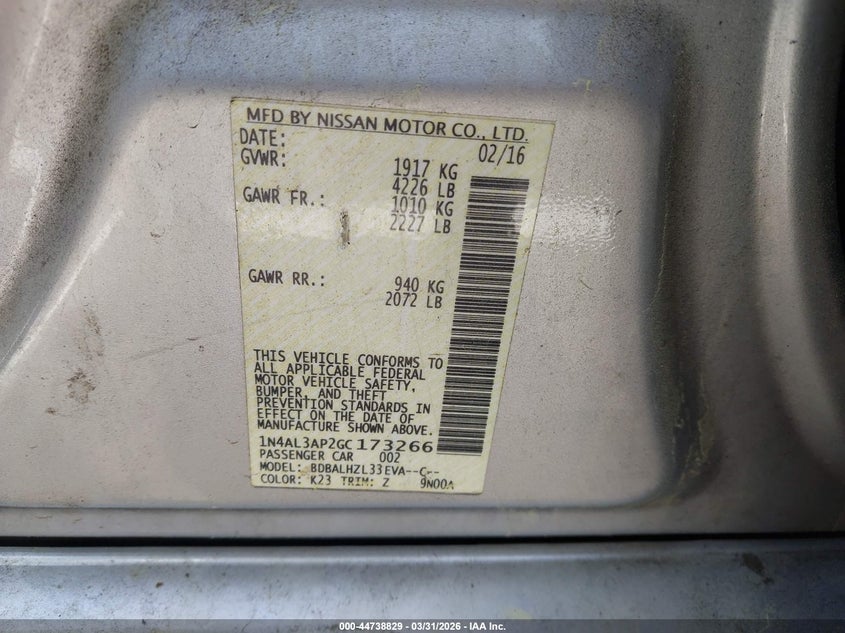 MFD BY NISSAN MOTOR CO., LTD.
DATE: 02/16
GVWR: 1917 KG
4226 LB
GAWR FR.: 1010 KG
2227 LB
GAWR RR.: 940 KG
2072 LB
THIS VEHICLE CONFORMS TO
ALL APPLICABLE FEDERAL
MOTOR VEHICLE SAFETY,
BUMPER, AND THEFT
PREVENTION STANDARDS IN
EFFECT ON THE DATE OF
MANUFACTURE SHOWN ABOVE.
1N4AL3AP2GC173266
PASSENGER CAR 002
MODEL: BDBALHZL33EVA--C--
COLOR: K23 TRIM: Z 9N00A
000-44738829 - 03/31/2026 - IAA Inc.